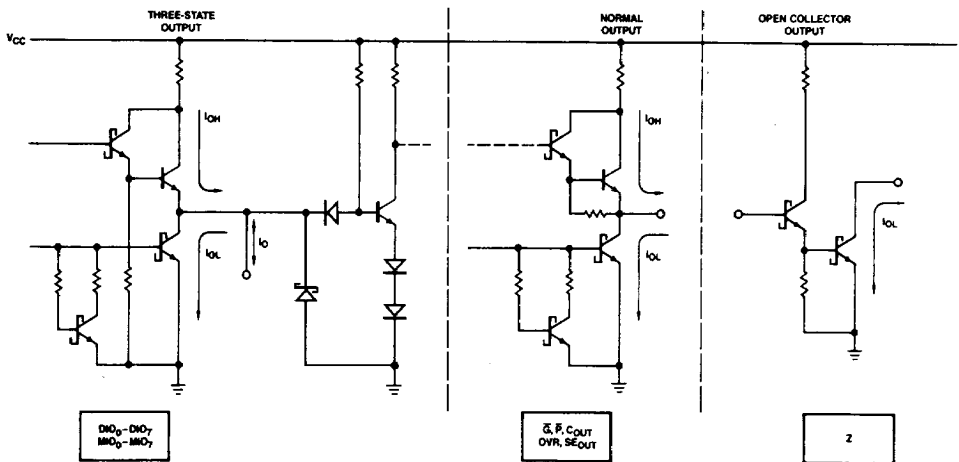 THREE-STATE
OUTPUT
NORMAL
OUTPUT
OPEN COLLECTOR
OUTPUT
VCC
IOH
IOL
IO
IOH
IOL
IOL
DIO0–DIO7
MIO0–MIO7
G̅, P̅, COUT
OVR, SEOUT
Z